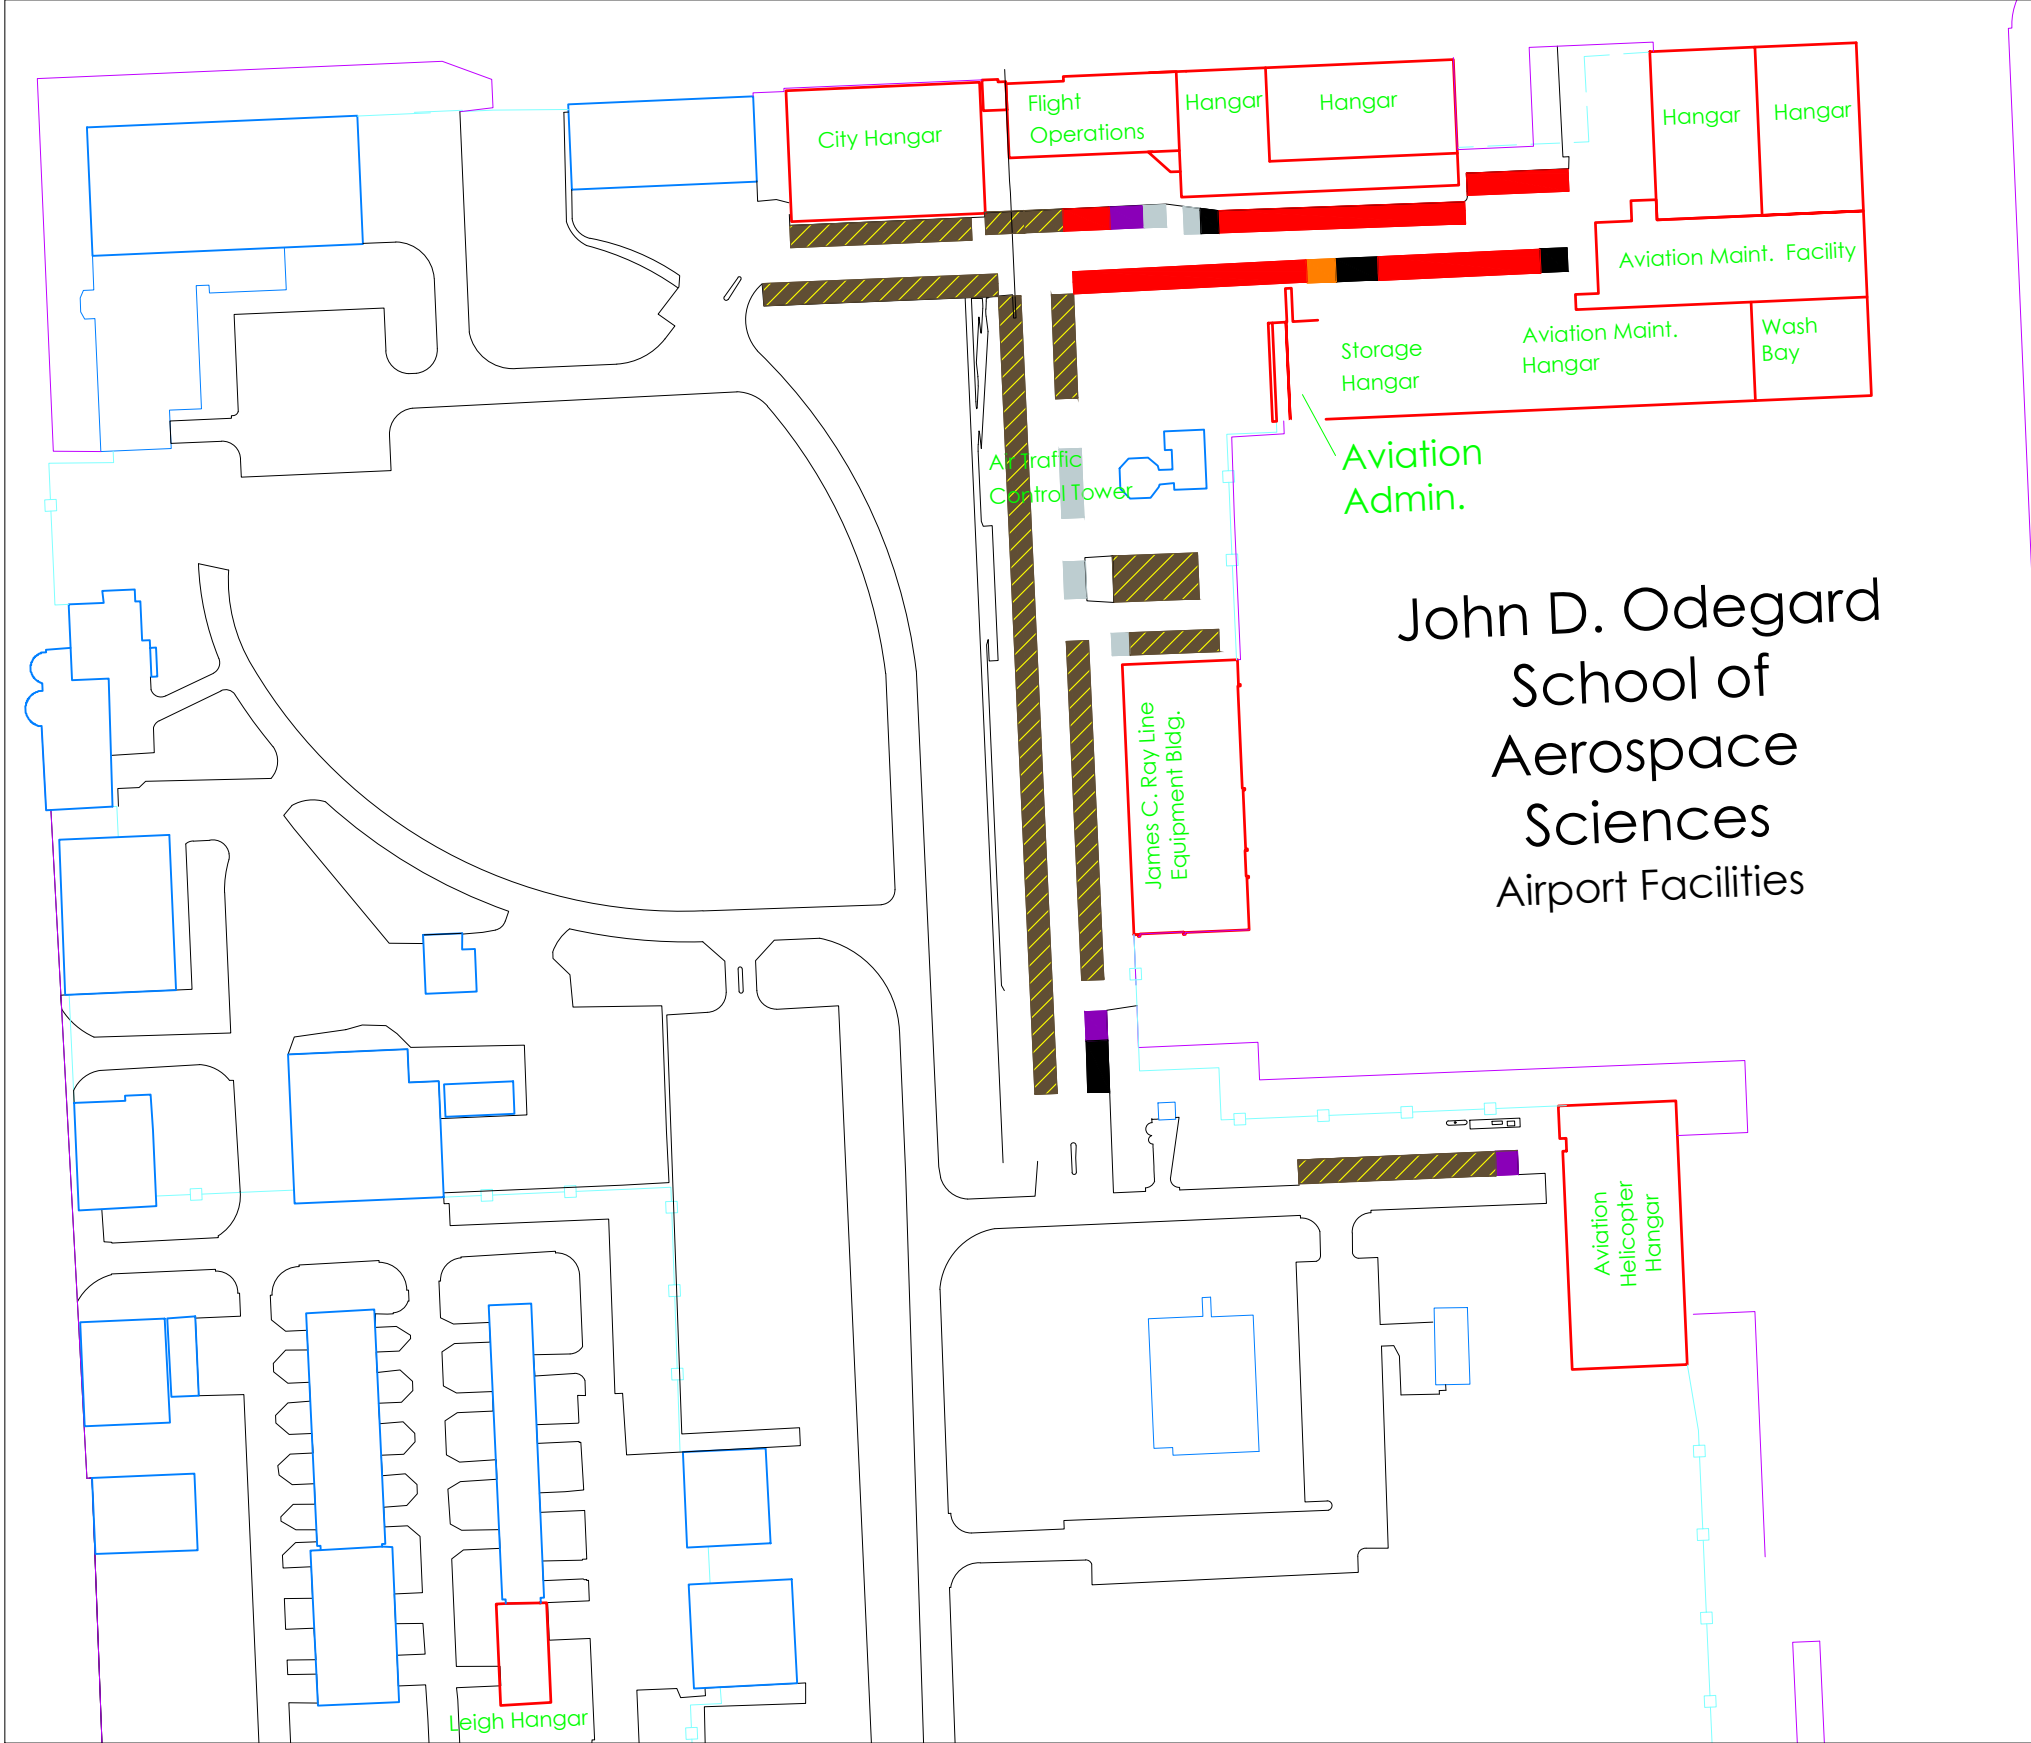 Flight
Operations
Hangar
Hangar
City Hangar
Hangar
Hangar
Aviation Maint. Facility
Storage
Hangar
Aviation Maint.
Hangar
Wash
Bay
Air Traffic
Control Tower
Aviation
Admin.
John D. Odegard
School of
Aerospace
Sciences
Airport Facilities
James C. Ray Line
Equipment Bldg.
Aviation
Helicopter
Hangar
Leigh Hangar